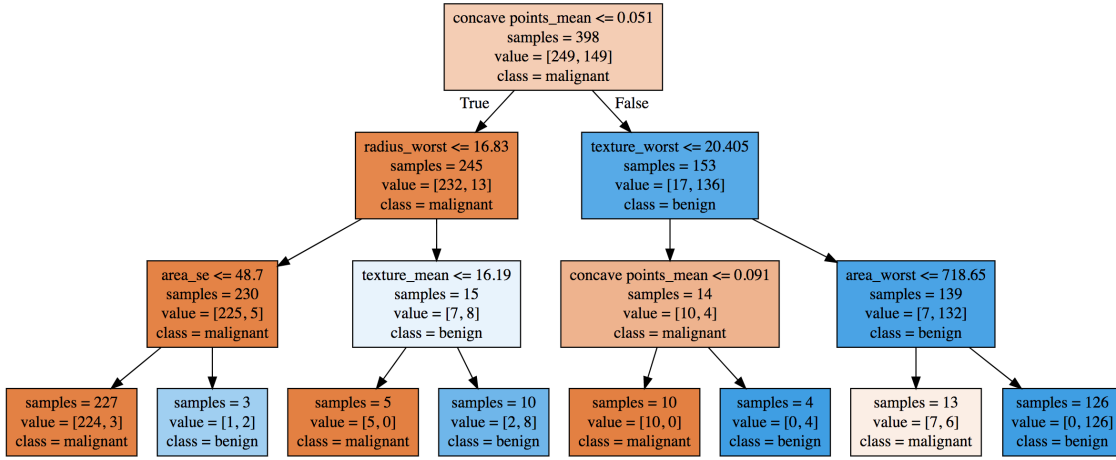 concave points_mean <= 0.051
samples = 398
value = [249, 149]
class = malignant
True
False
radius_worst <= 16.83
samples = 245
value = [232, 13]
class = malignant
texture_worst <= 20.405
samples = 153
value = [17, 136]
class = benign
area_se <= 48.7
samples = 230
value = [225, 5]
class = malignant
texture_mean <= 16.19
samples = 15
value = [7, 8]
class = benign
concave points_mean <= 0.091
samples = 14
value = [10, 4]
class = malignant
area_worst <= 718.65
samples = 139
value = [7, 132]
class = benign
samples = 227
value = [224, 3]
class = malignant
samples = 3
value = [1, 2]
class = benign
samples = 5
value = [5, 0]
class = malignant
samples = 10
value = [2, 8]
class = benign
samples = 10
value = [10, 0]
class = malignant
samples = 4
value = [0, 4]
class = benign
samples = 13
value = [7, 6]
class = malignant
samples = 126
value = [0, 126]
class = benign